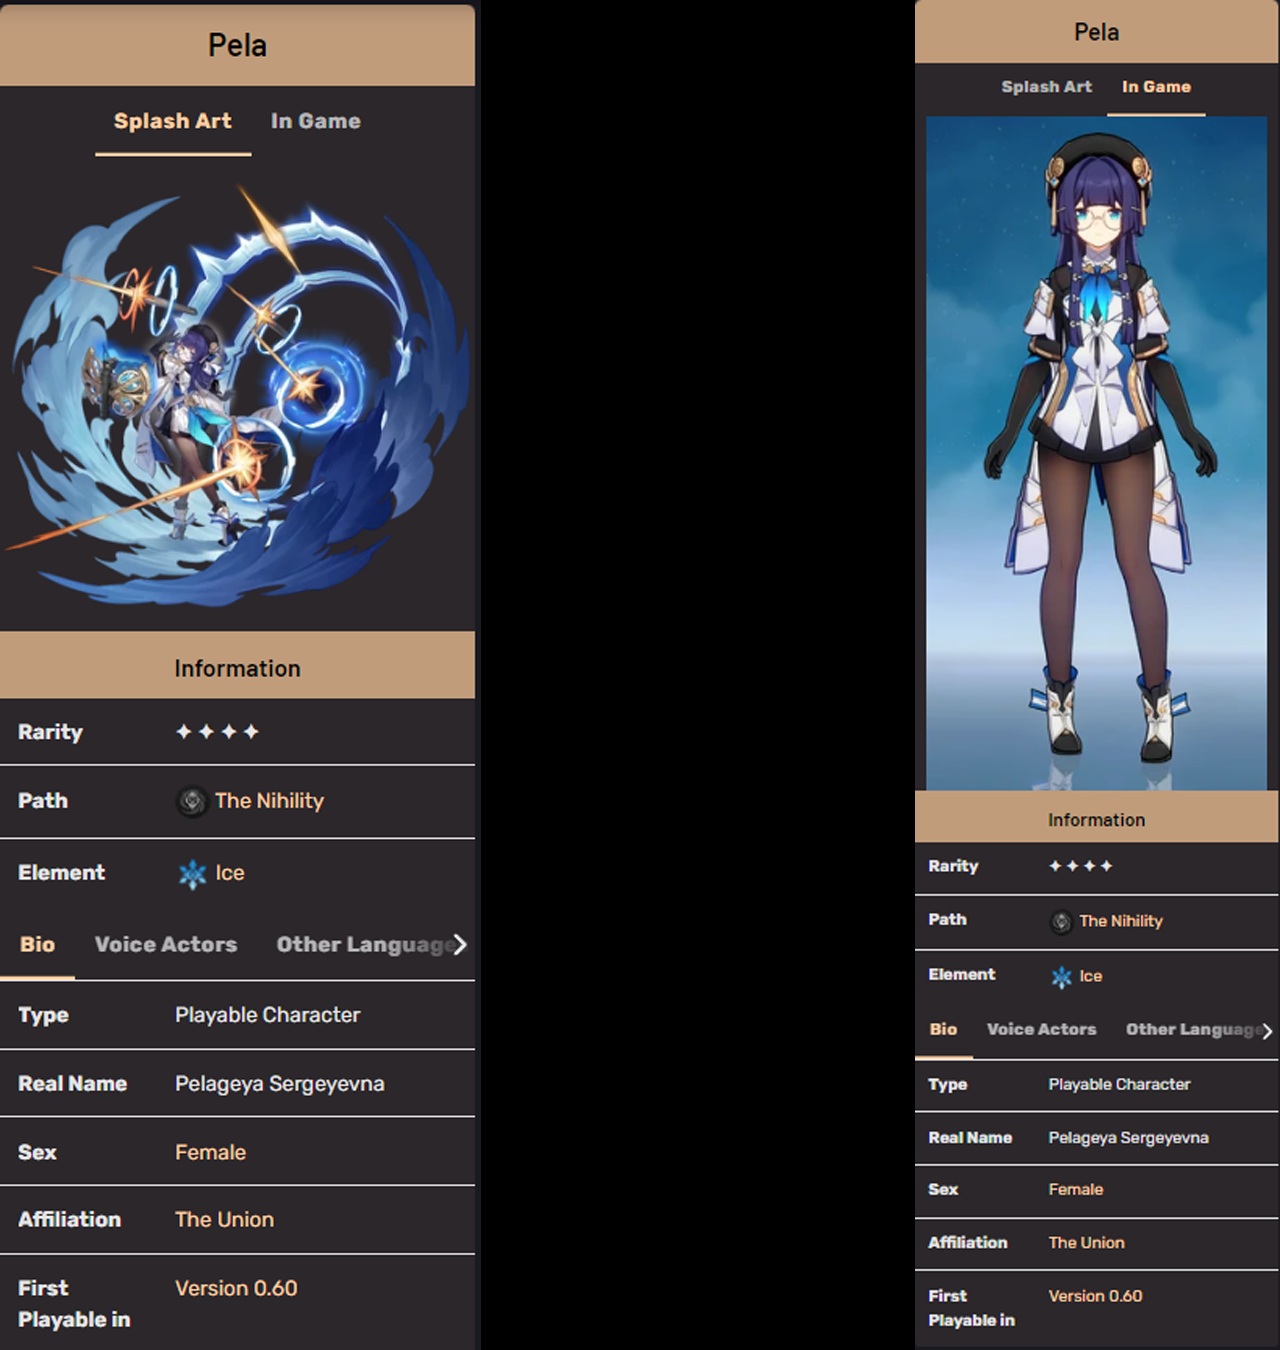 Pela
Splash Art In Game
Information
Rarity
Path The Nihility
Element Ice
Bio Voice Actors Other Language
Type Playable Character
Real Name Pelageya Sergeyevna
Sex Female
Affiliation The Union
First Version 0.60
Playable in
Pela
Splash Art In Game
Information
Rarity
Path The Nihility
Element Ice
Bio Voice Actors Other Language
Type Playable Character
Real Name Pelageya Sergeyevna
Sex Female
Affiliation The Union
First Version 0.60
Playable in